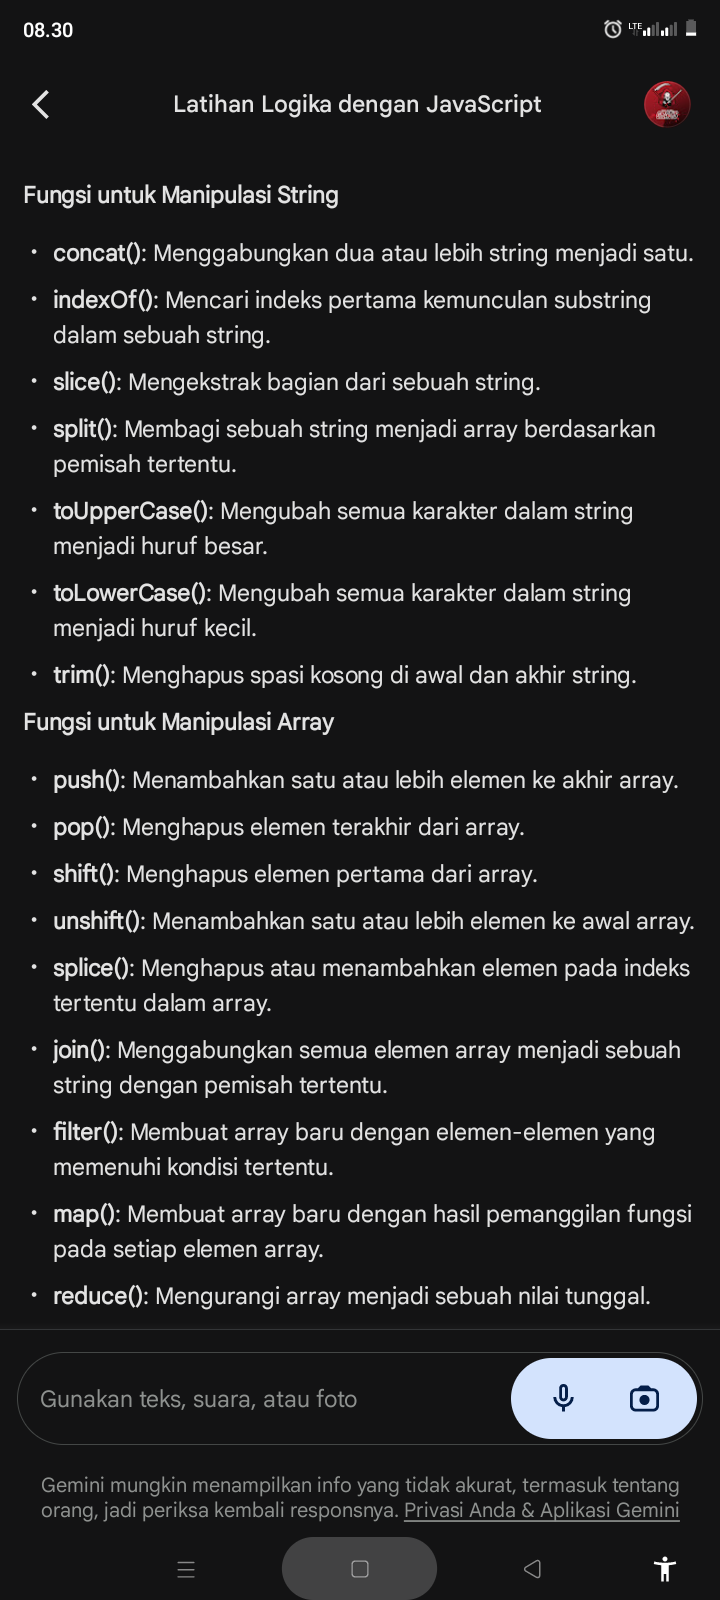 08.30
LTE
Latihan Logika dengan JavaScript
Fungsi untuk Manipulasi String
• concat(): Menggabungkan dua atau lebih string menjadi satu.
• indexOf(): Mencari indeks pertama kemunculan substring
dalam sebuah string.
• slice(): Mengekstrak bagian dari sebuah string.
• split(): Membagi sebuah string menjadi array berdasarkan
pemisah tertentu.
• toUpperCase(): Mengubah semua karakter dalam string
menjadi huruf besar.
• toLowerCase(): Mengubah semua karakter dalam string
menjadi huruf kecil.
• trim(): Menghapus spasi kosong di awal dan akhir string.
Fungsi untuk Manipulasi Array
• push(): Menambahkan satu atau lebih elemen ke akhir array.
• pop(): Menghapus elemen terakhir dari array.
• shift(): Menghapus elemen pertama dari array.
• unshift(): Menambahkan satu atau lebih elemen ke awal array.
• splice(): Menghapus atau menambahkan elemen pada indeks
tertentu dalam array.
• join(): Menggabungkan semua elemen array menjadi sebuah
string dengan pemisah tertentu.
• filter(): Membuat array baru dengan elemen-elemen yang
memenuhi kondisi tertentu.
• map(): Membuat array baru dengan hasil pemanggilan fungsi
pada setiap elemen array.
• reduce(): Mengurangi array menjadi sebuah nilai tunggal.
Gunakan teks, suara, atau foto
Gemini mungkin menampilkan info yang tidak akurat, termasuk tentang
orang, jadi periksa kembali responsnya. Privasi Anda & Aplikasi Gemini